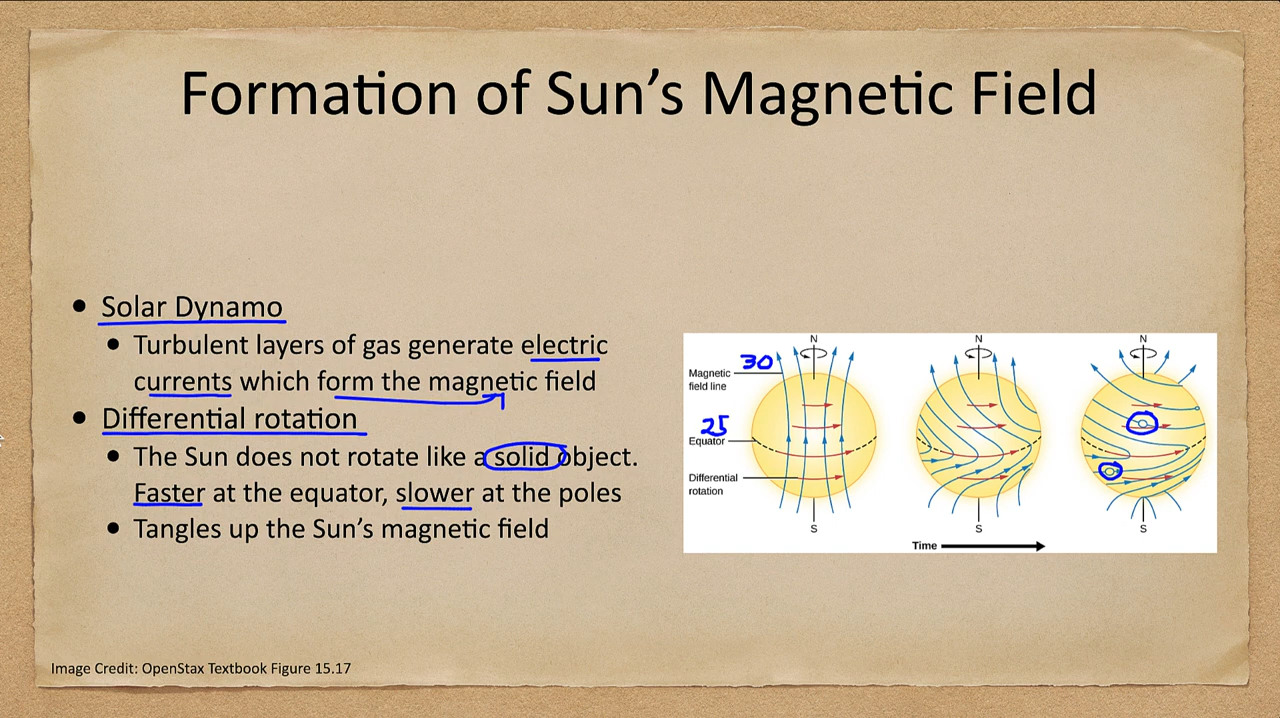 Formation of Sun's Magnetic Field
• Solar Dynamo
• Turbulent layers of gas generate electric
currents which form the magnetic field
• Differential rotation
• The Sun does not rotate like a solid object.
Faster at the equator, slower at the poles
• Tangles up the Sun's magnetic field
N
N
N
30
Magnetic
field line
25
Equator
Differential
rotation
S
S
S
Time
Image Credit: OpenStax Textbook Figure 15.17